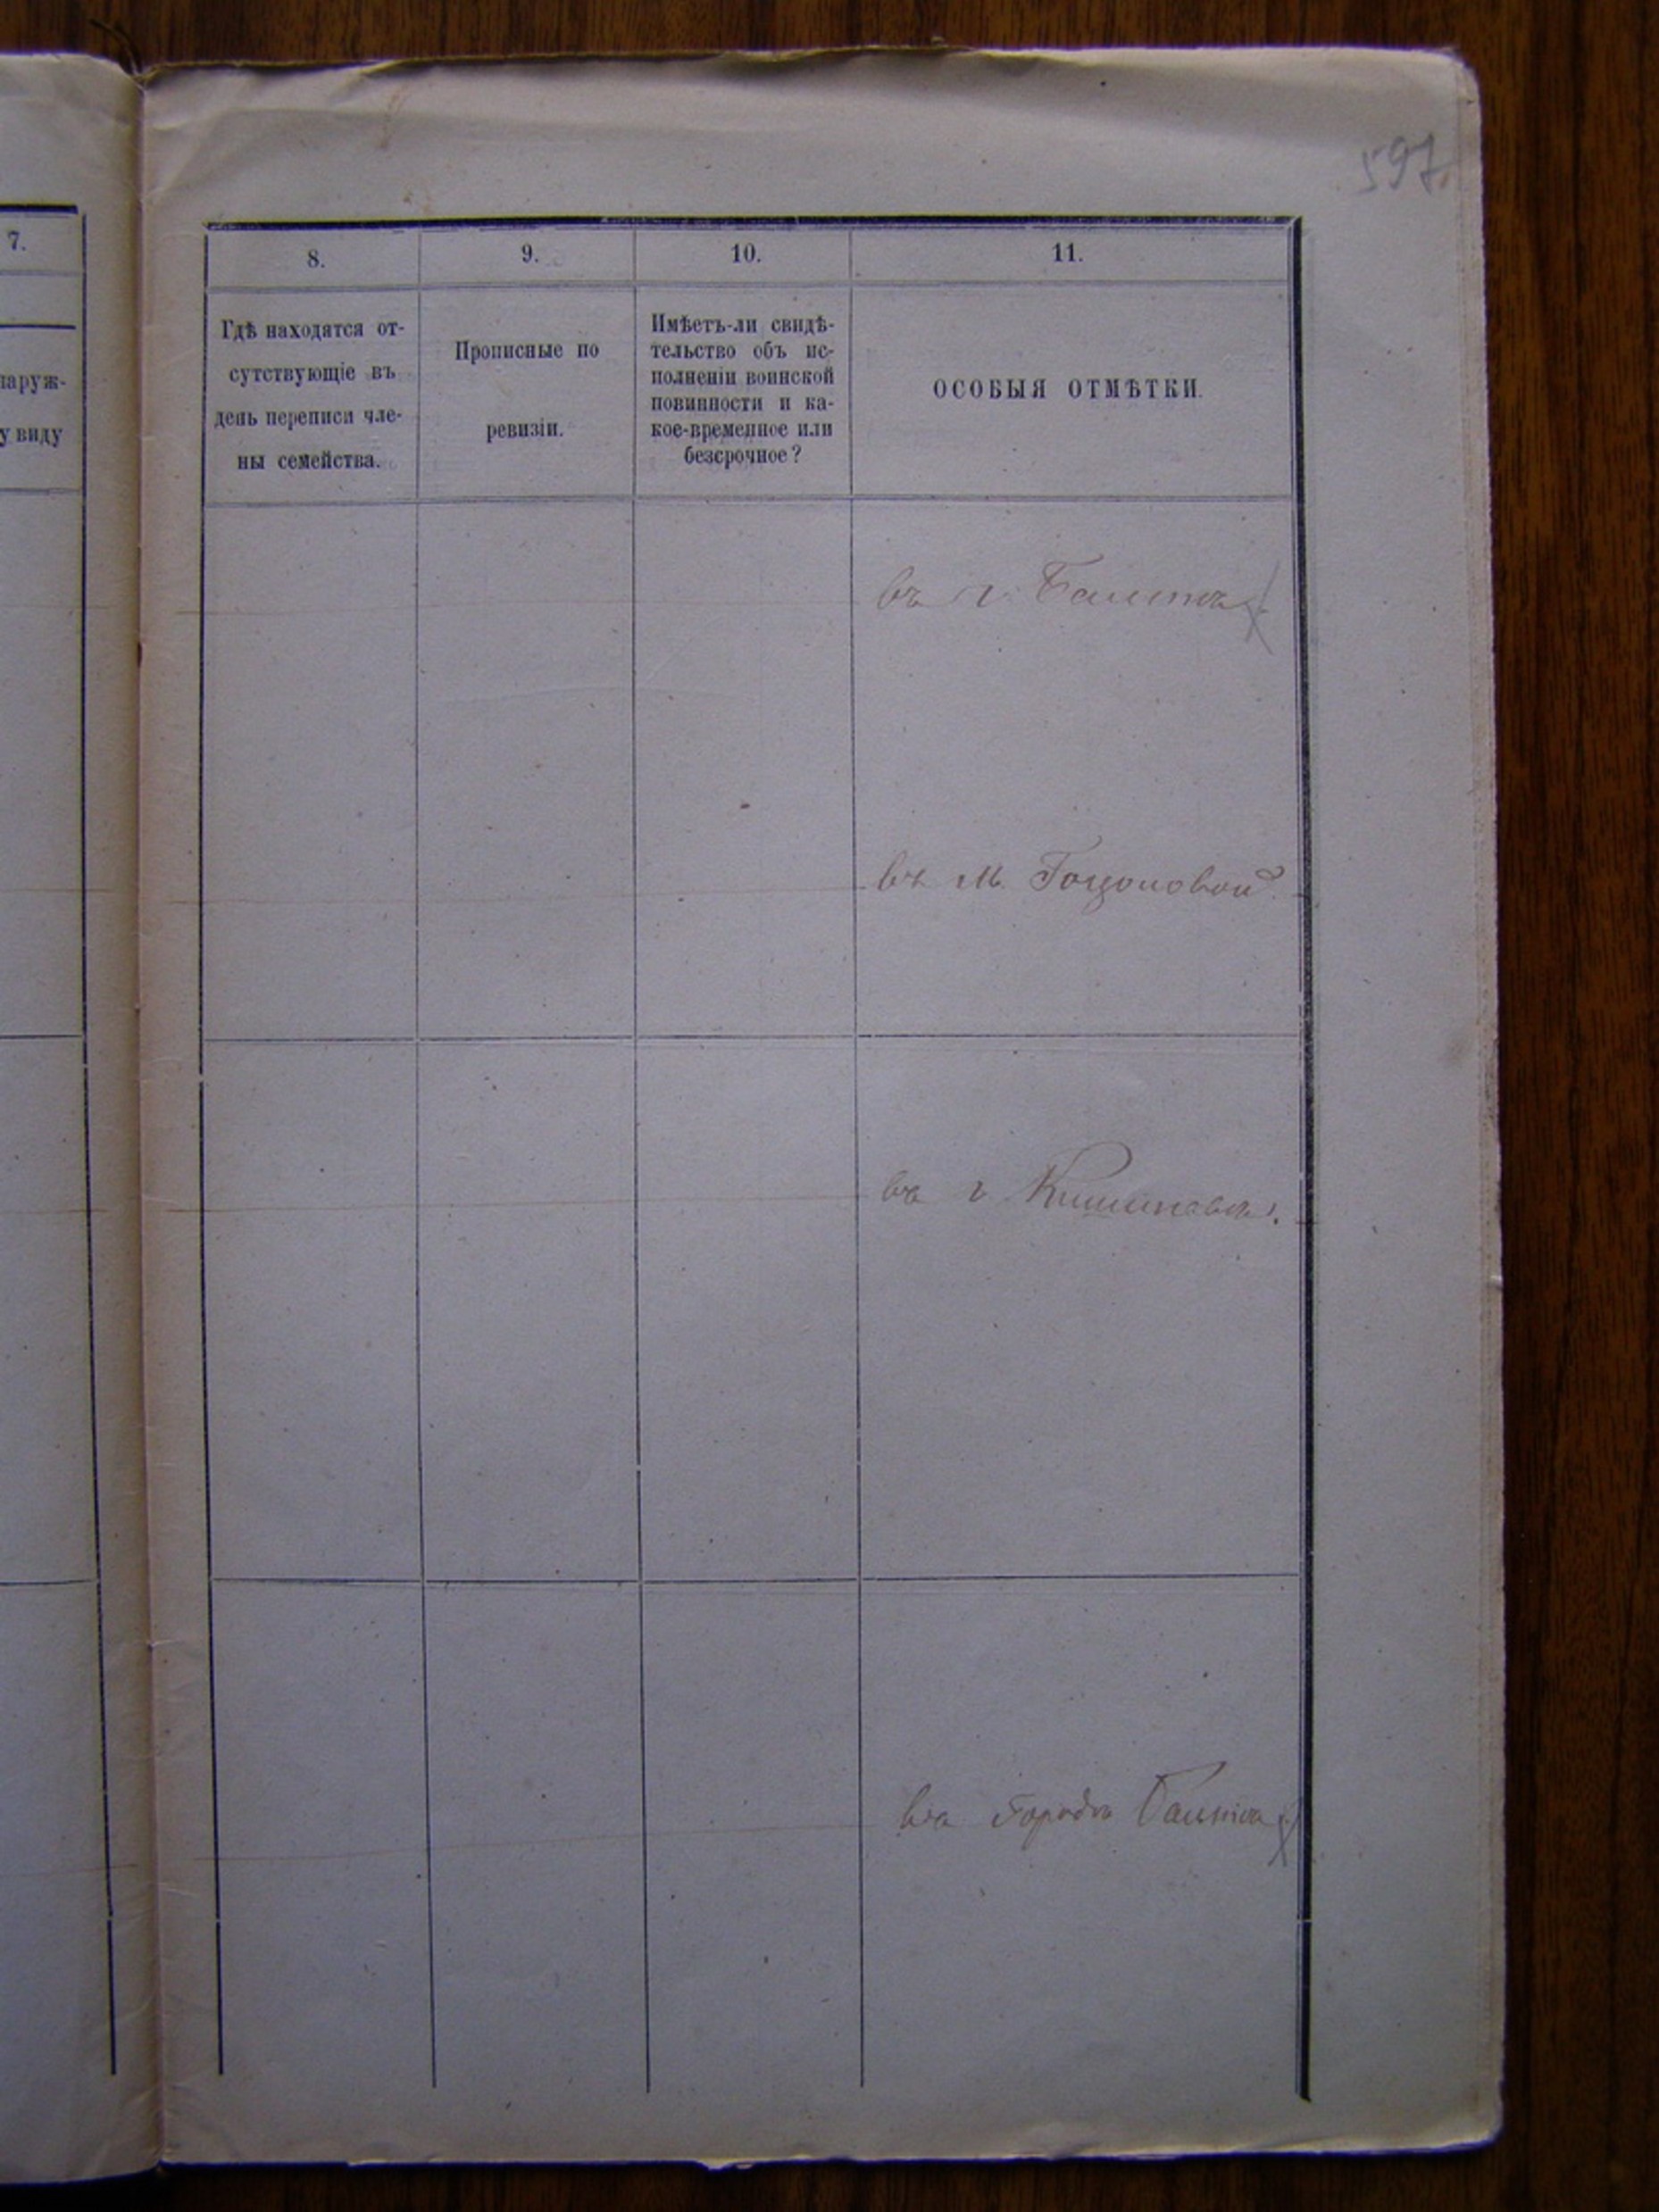 597
7.
наруж-
у виду
8.
9.
10.
11.
Гдѣ находятся от-
сутствующіе въ
день переписи чле-
ны семейства.
Прописные по
ревизіи.
Имѣетъ-ли свидѣ-
тельство объ ис-
полненіи воинской
повинности и ка-
кое-временное или
безсрочное?
ОСОБЫЯ ОТМѢТКИ.
въ г. Балтѣ
въ м.
въ г. Кишиневѣ.
въ городѣ Балтѣ